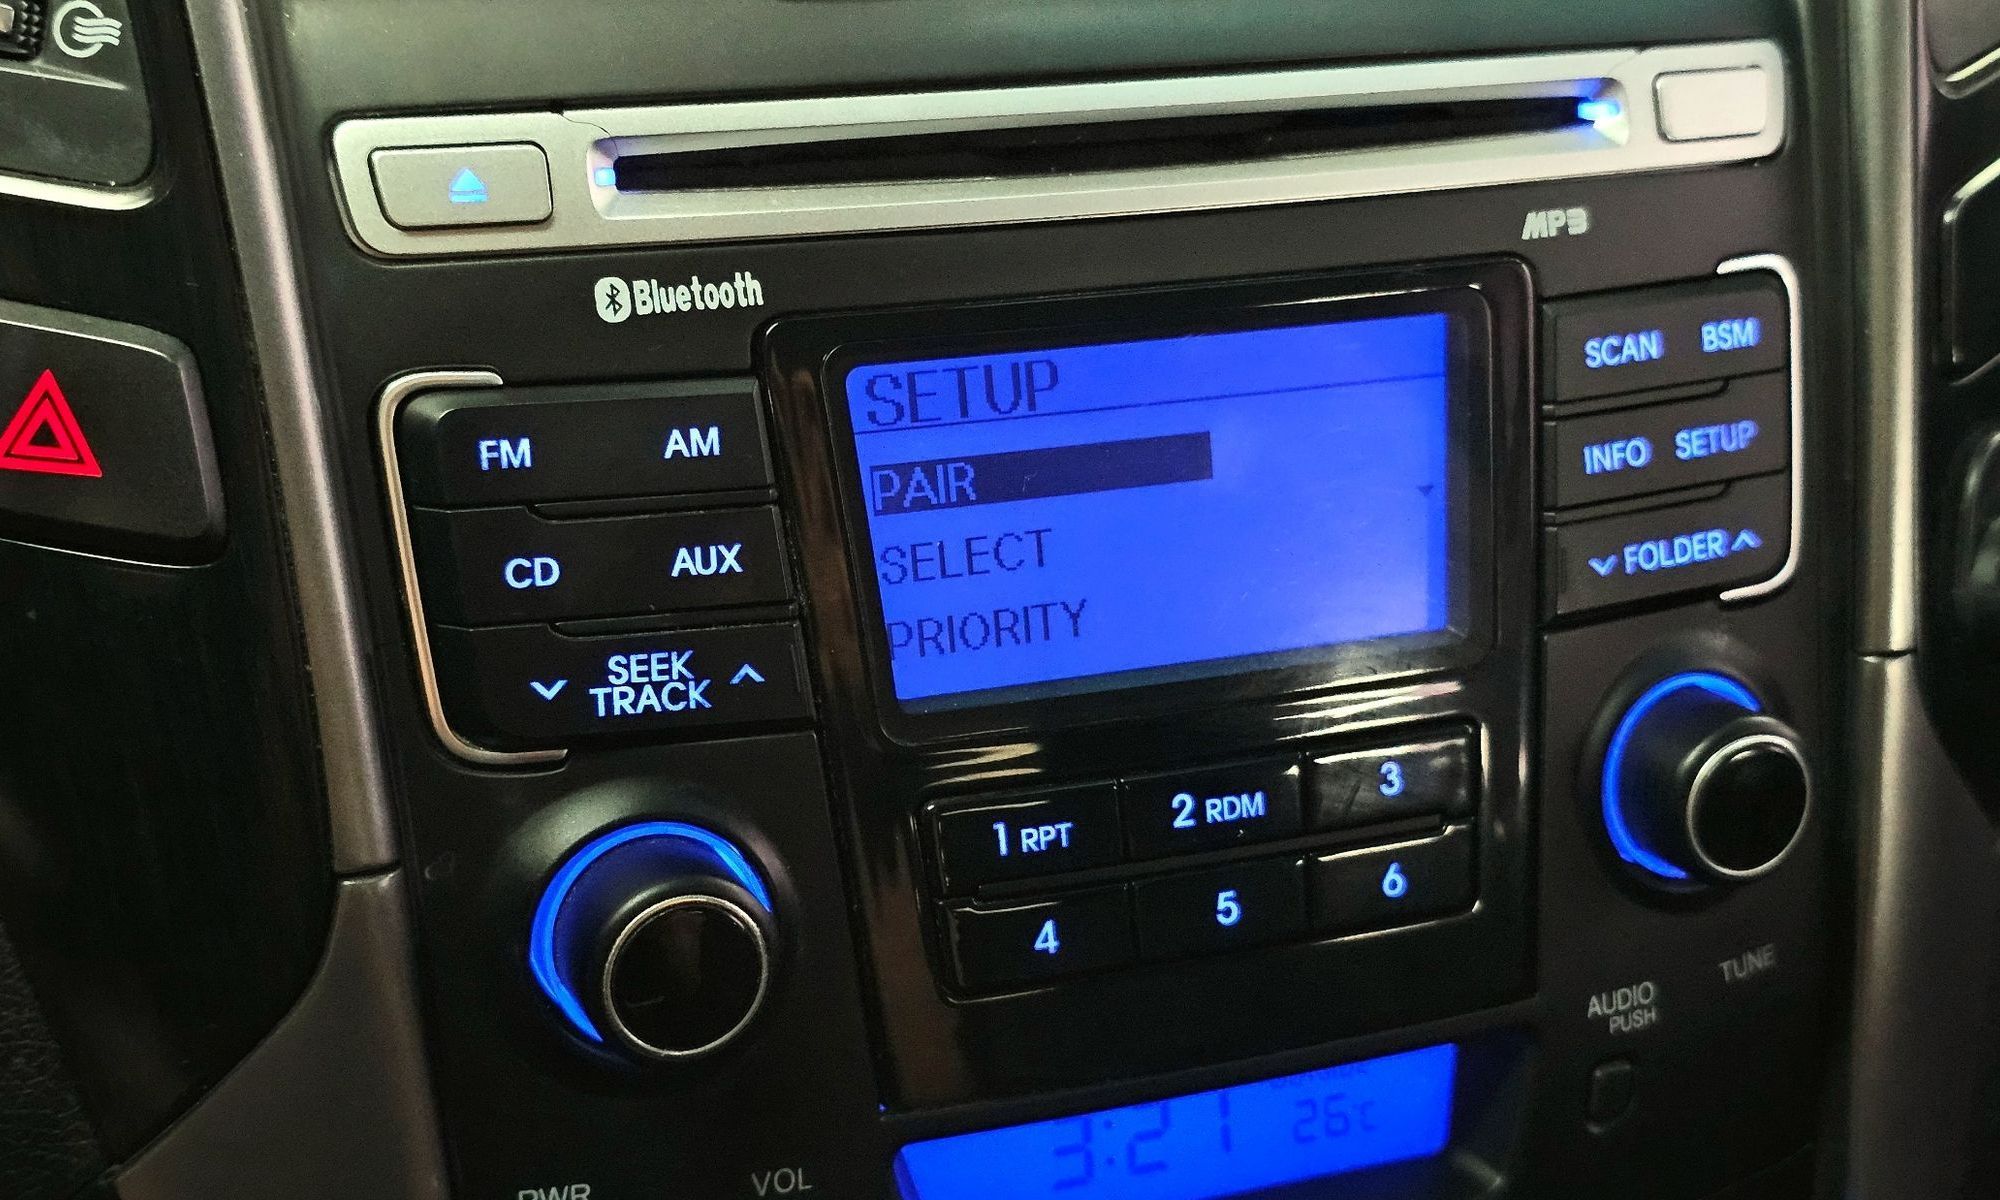 MP3
Bluetooth
SCAN BSM
FM AM
SETUP
PAIR
SELECT
PRIORITY
INFO SETUP
CD AUX
FOLDER
SEEK
TRACK
1 RPT
2 RDM
3
4
5
6
TUNE
AUDIO
PUSH
3:21 26℃
PWR
VOL